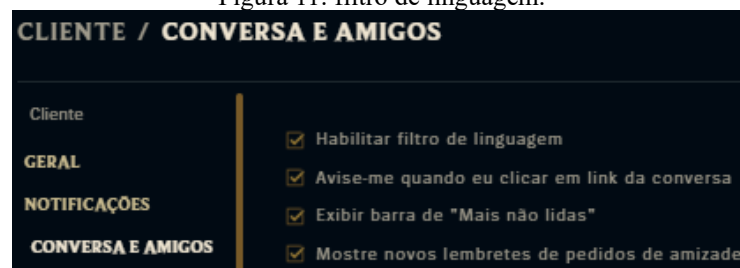 Figura 11: filtro de linguagem.
CLIENTE / CONVERSA E AMIGOS
Cliente
GERAL
NOTIFICAÇÕES
CONVERSA E AMIGOS
Habilitar filtro de linguagem
Avise-me quando eu clicar em link da conversa
Exibir barra de "Mais não lidas"
Mostre novos lembretes de pedidos de amizade